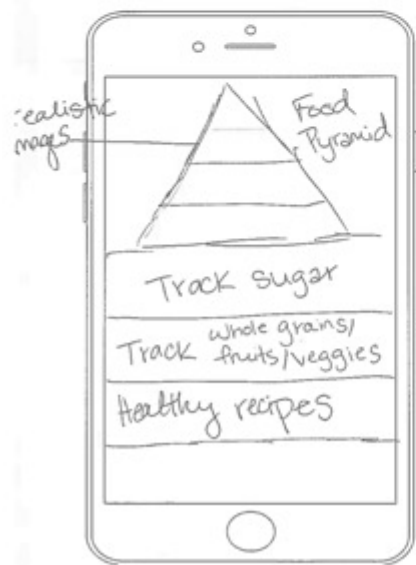 ealistic
mages
Food
Pyramid
Track sugar
Track whole grains/
fruits/veggies
Healthy recipes